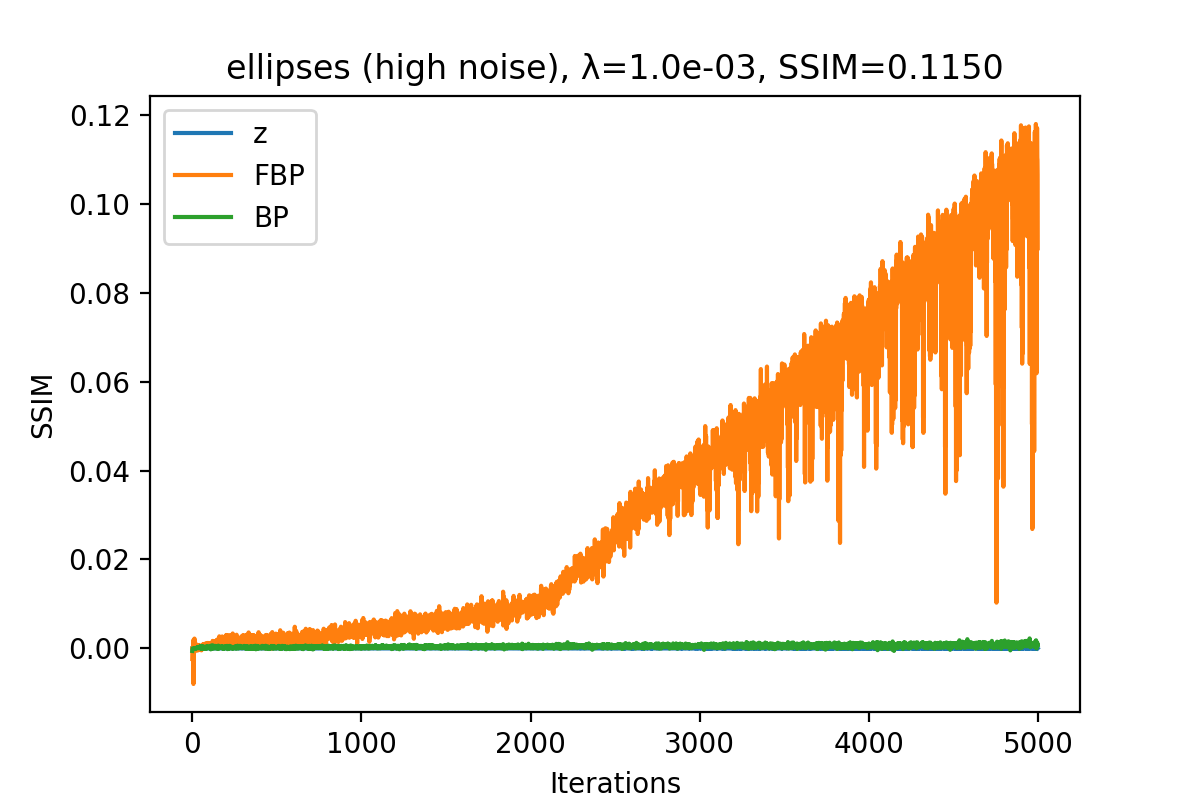 ellipses (high noise), λ=1.0e-03, SSIM=0.1150
z
FBP
BP
SSIM
0.12
0.10
0.08
0.06
0.04
0.02
0.00
0 1000 2000 3000 4000 5000
Iterations